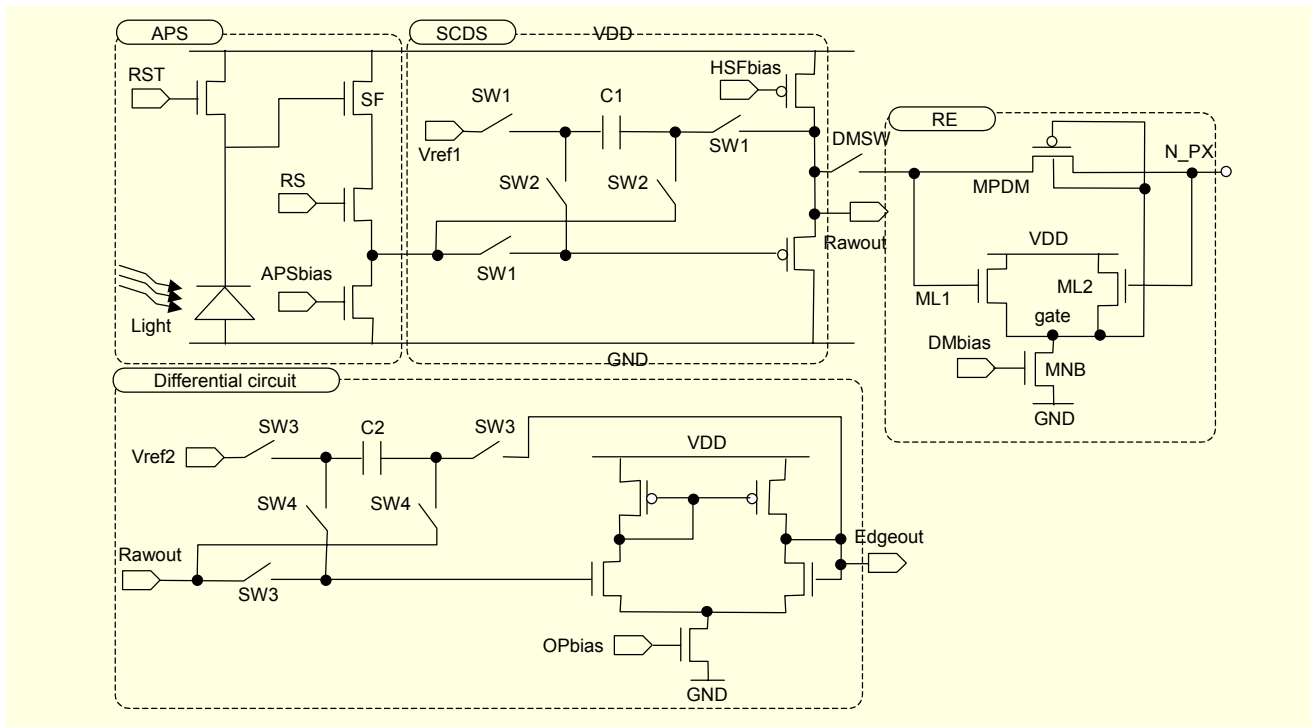 APS
SCDS
VDD
RST
SF
SW1
C1
HSFbias
Vref1
SW1
DMSW
RE
N_PX
RS
SW2
SW2
MPDM
Rawout
VDD
APSbias
SW1
ML1
ML2
Light
gate
DMbias
MNB
GND
GND
Differential circuit
SW3
C2
SW3
VDD
Vref2
SW4
SW4
Rawout
Edgeout
SW3
OPbias
GND